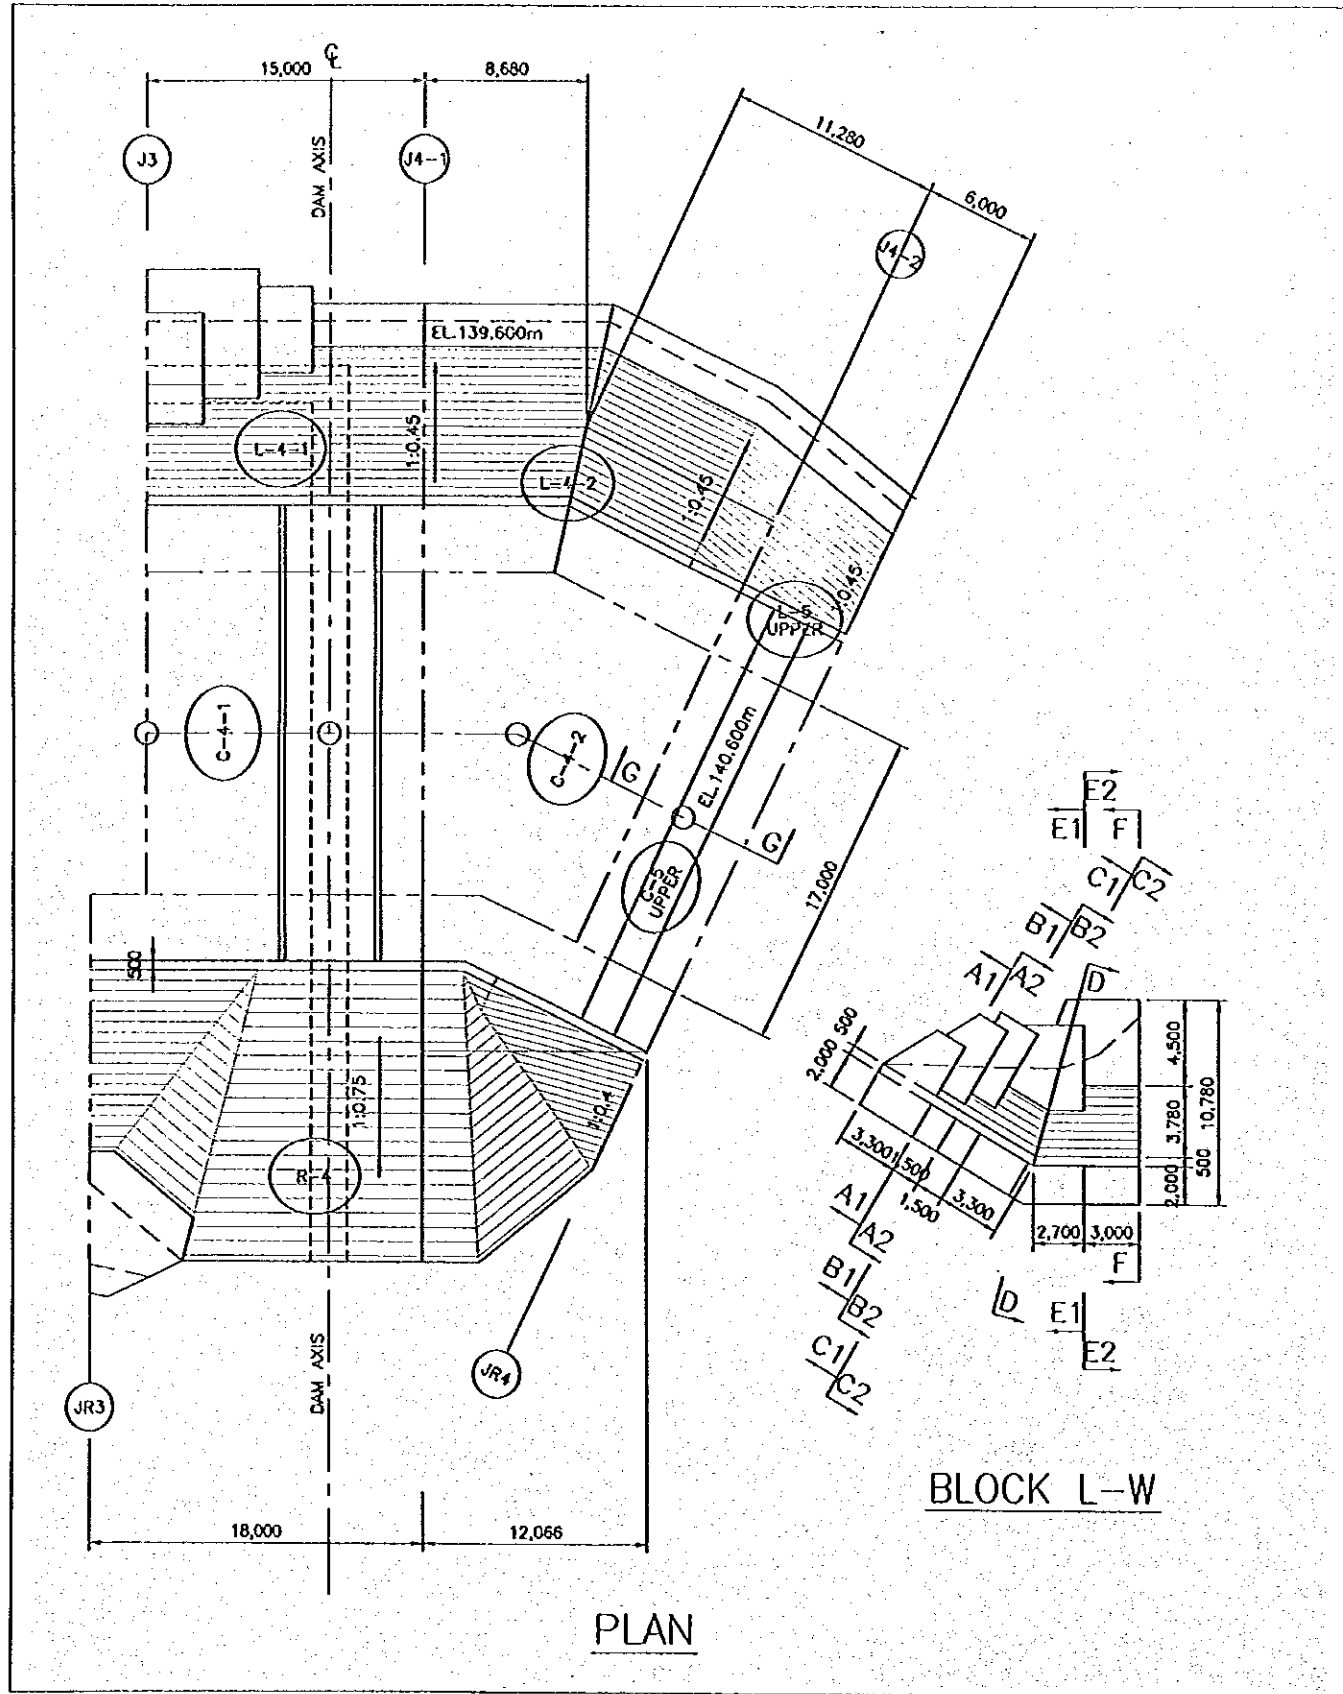 ℄
15,000
8,680
J3
DAM AXIS
J4-1
11,280
6,000
J4-2
EL.139,600m
L-4-1
1:0.45
L-4-2
1:0.45
1:0.45
L-5
UPPER
C-4-1
C-4-2
G
EL.140.600m
G
C-5
UPPER
17,000
500
1:0.75
1:0.4
R-4
JR3
DAM AXIS
JR4
18,000
12,066
PLAN
E2
E1
F
C1
C2
B1
B2
A1
A2
D
2,000
500
4,500
3,780
10,780
500
2,000
3,300
1,500
1,500
3,300
2,700
3,000
A1
A2
B1
B2
C1
C2
D
F
E1
E2
BLOCK L-W